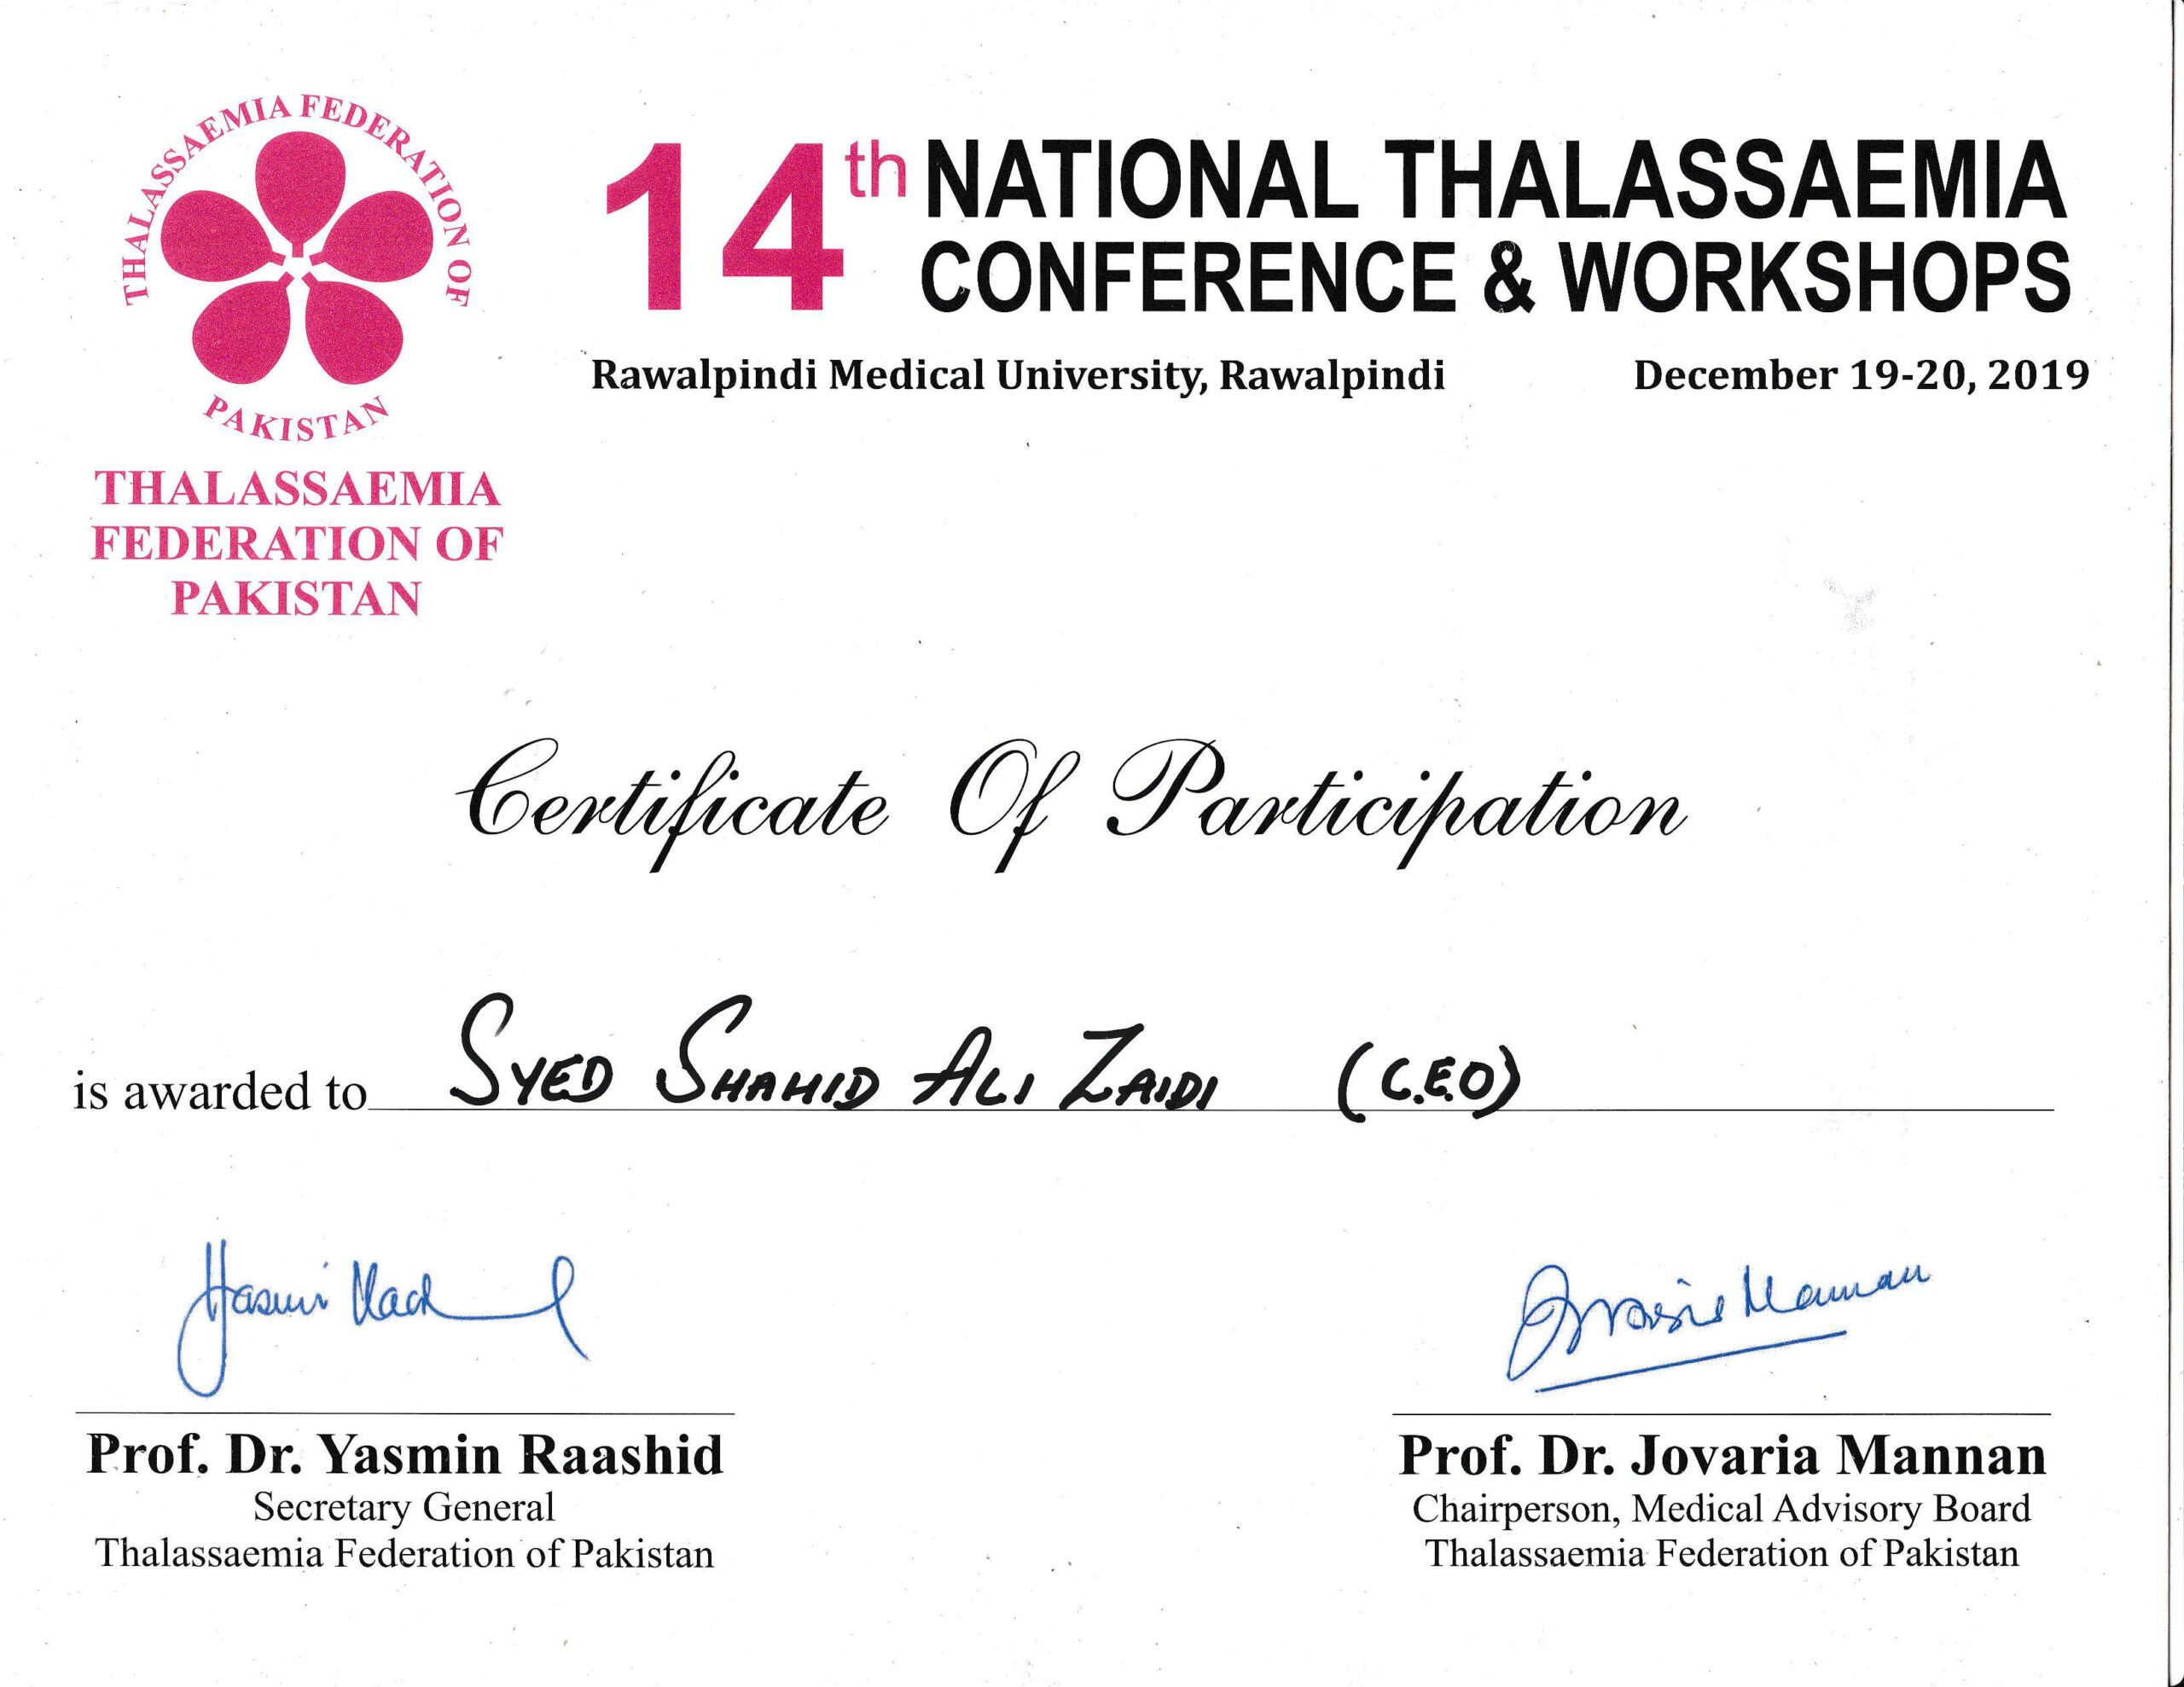 THALASSAEMIA FEDERATION OF
PAKISTAN
THALASSAEMIA
FEDERATION OF
PAKISTAN
14th NATIONAL THALASSAEMIA
CONFERENCE & WORKSHOPS
Rawalpindi Medical University, Rawalpindi December 19-20, 2019
Certificate Of Participation
is awarded to SYED SHAHID ALI ZAIDI (C.E.O)
Prof. Dr. Yasmin Raashid
Secretary General
Thalassaemia Federation of Pakistan
Prof. Dr. Jovaria Mannan
Chairperson, Medical Advisory Board
Thalassaemia Federation of Pakistan